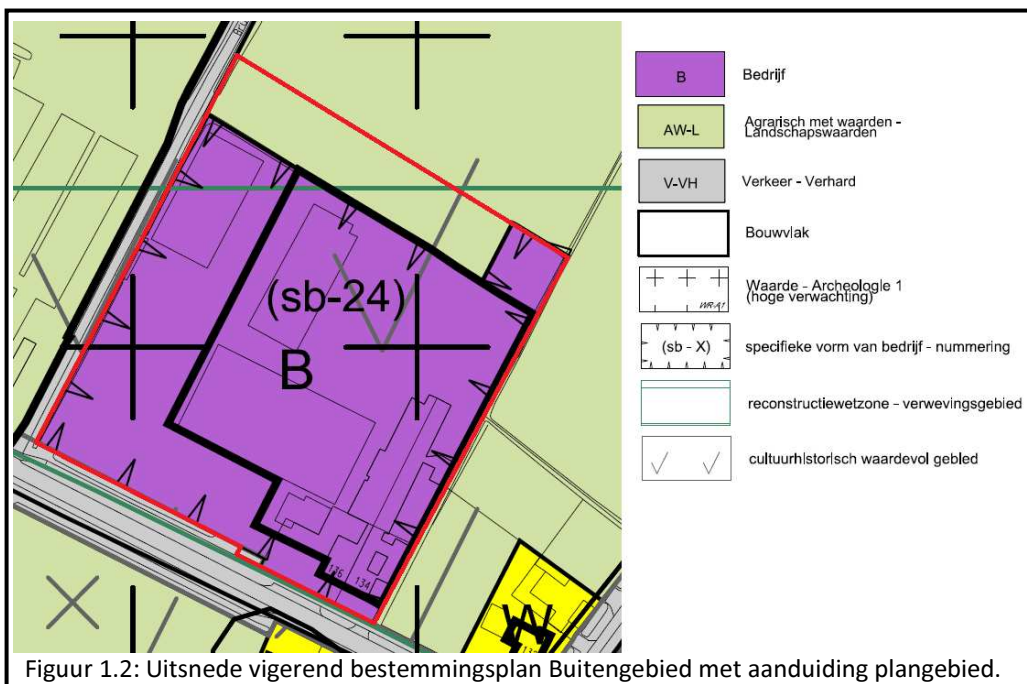 Brü
(sb-24)
B
136
134
B
Bedrijf
AW-L
Agrarisch met waarden -
Landschapswaarden
V-VH
Verkeer - Verhard
Bouwvlak
WR-A1
Waarde - Archeologie 1
(hoge verwachting)
(sb - X)
specifieke vorm van bedrijf - nummering
reconstructiewetzone - verwevingsgebied
cultuurhistorisch waardevol gebied
Figuur 1.2: Uitsnede vigerend bestemmingsplan Buitengebied met aanduiding plangebied.